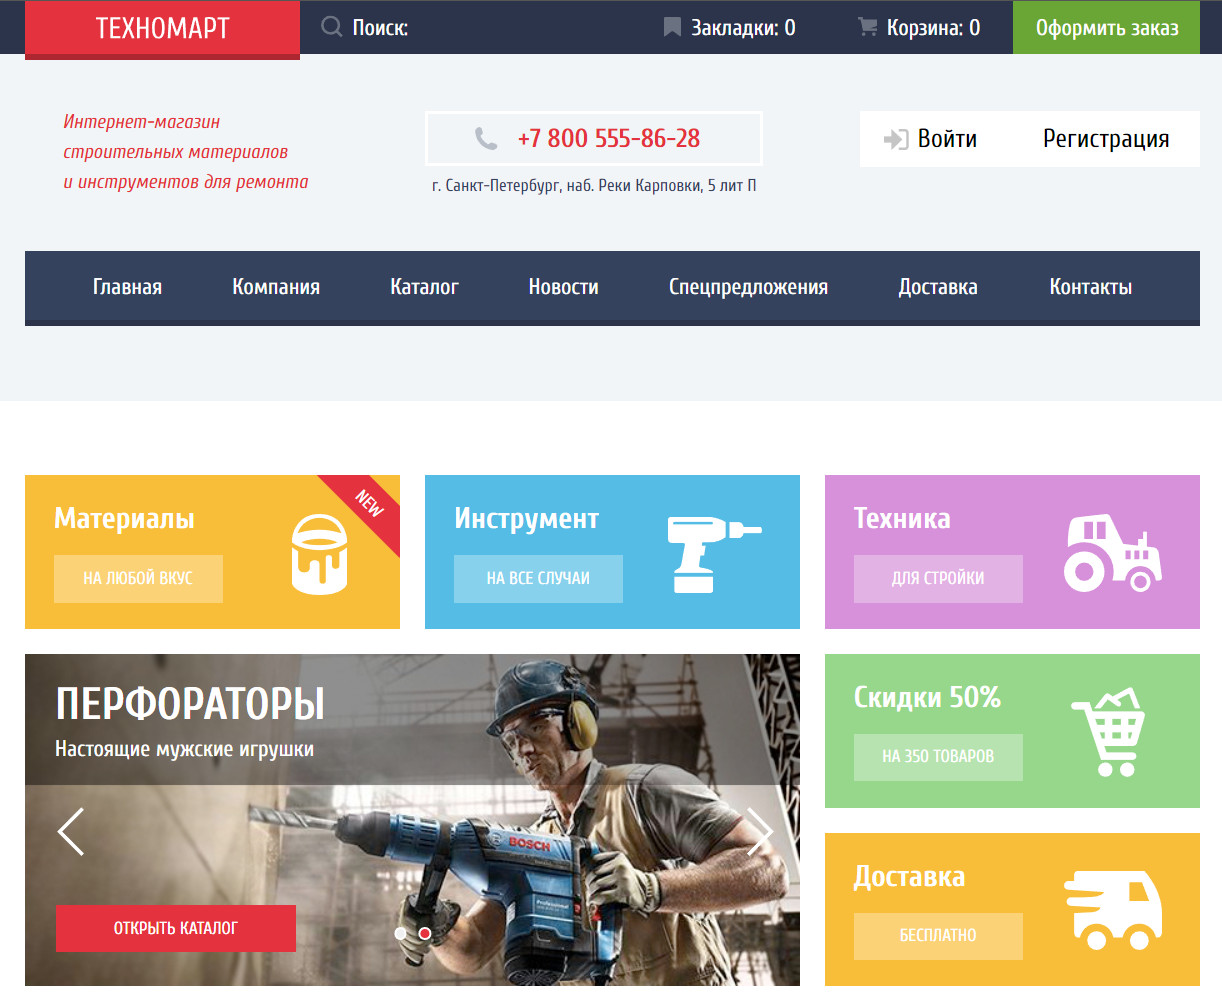 ТЕХНОМАРТ
Поиск:
Закладки: 0
Корзина: 0
Оформить заказ
Интернет-магазин
строительных материалов
и инструментов для ремонта
+7 800 555-86-28
г. Санкт-Петербург, наб. Реки Карповки, 5 лит П
Войти
Регистрация
Главная
Компания
Каталог
Новости
Спецпредложения
Доставка
Контакты
Материалы
НА ЛЮБОЙ ВКУС
NEW
Инструмент
НА ВСЕ СЛУЧАИ
Техника
ДЛЯ СТРОЙКИ
ПЕРФОРАТОРЫ
Настоящие мужские игрушки
BOSCH
Professional
ОТКРЫТЬ КАТАЛОГ
Скидки 50%
НА 350 ТОВАРОВ
Доставка
БЕСПЛАТНО